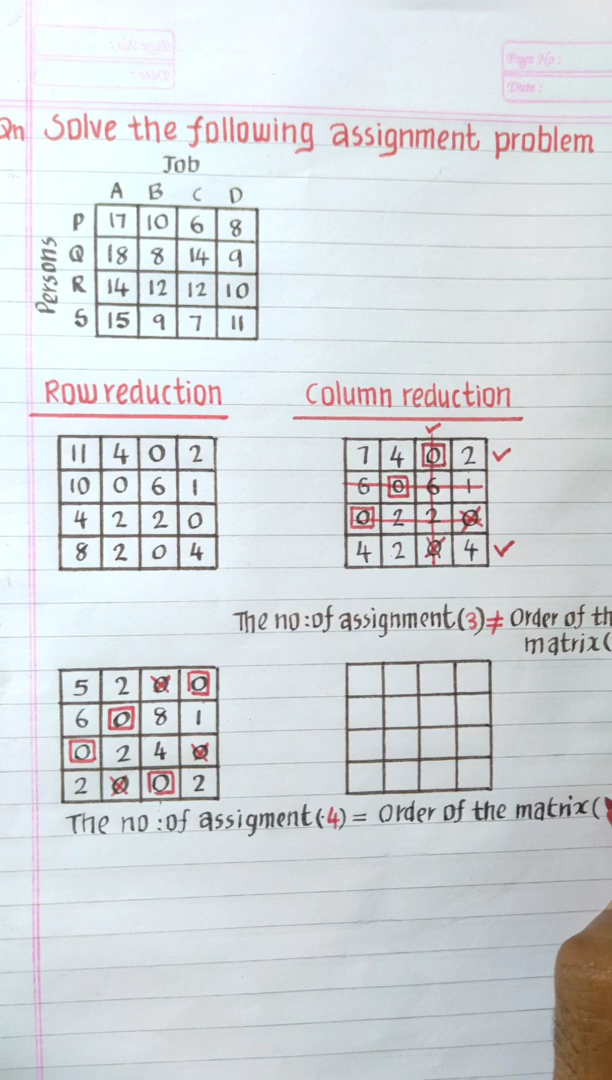 Page No :
Date :
Qn Solve the following assignment problem
Job
A B C D
Persons
P 17 10 6 8
Q 18 8 14 9
R 14 12 12 10
S 15 9 7 11
Row reduction
Column reduction
11 4 0 2
10 0 6 1
4 2 2 0
8 2 0 4
✓
7 4 0 2 ✓
6 0 6 1
0 2 2 0
4 2 0 4 ✓
The no:of assignment(3)≠ Order of th
matrix(
5 2 0 0
6 0 8 1
0 2 4 0
2 0 0 2
The no:of assigment(4) = Order of the matrix(